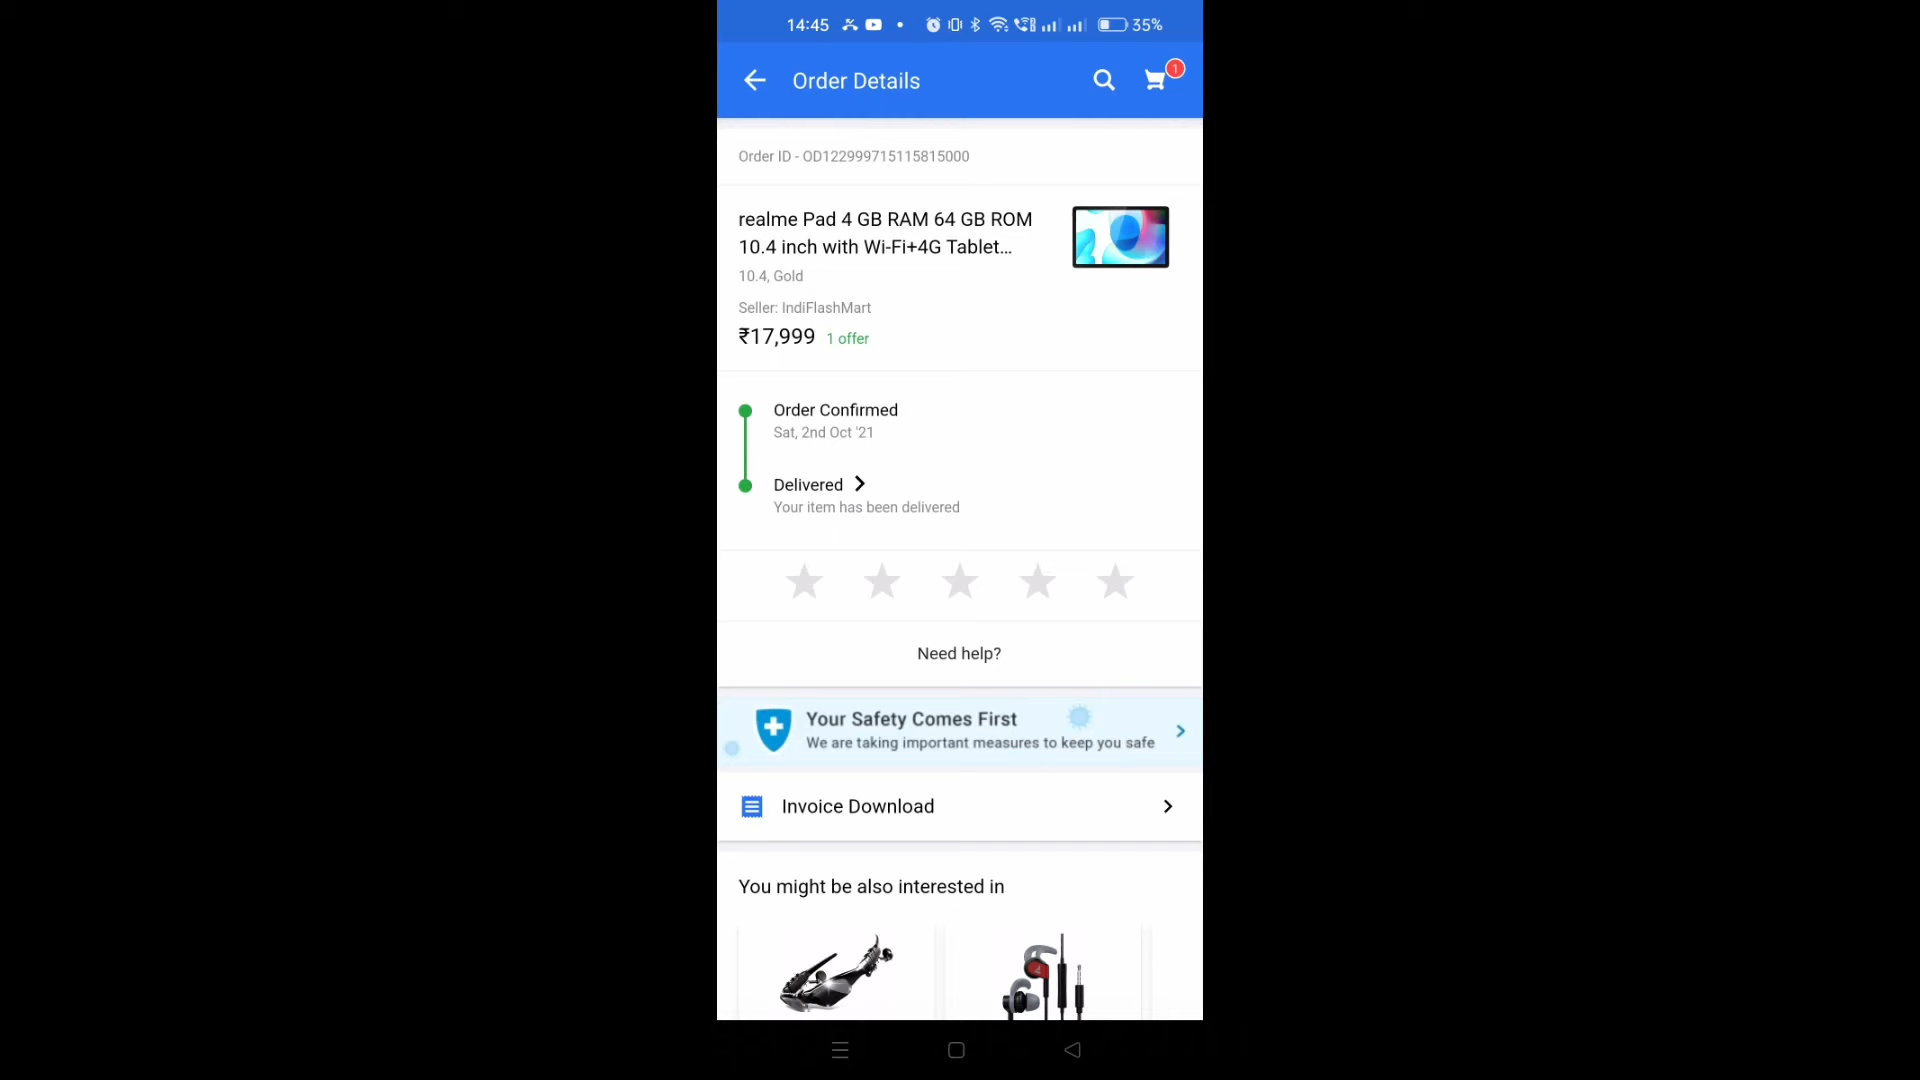 14:45 35%
Order Details 1
Order ID - OD122999715115815000
realme Pad 4 GB RAM 64 GB ROM
10.4 inch with Wi-Fi+4G Tablet...
10.4, Gold
Seller: IndiFlashMart
₹17,999 1 offer
Order Confirmed
Sat, 2nd Oct '21
Delivered
Your item has been delivered
Need help?
Your Safety Comes First
We are taking important measures to keep you safe
Invoice Download
You might be also interested in